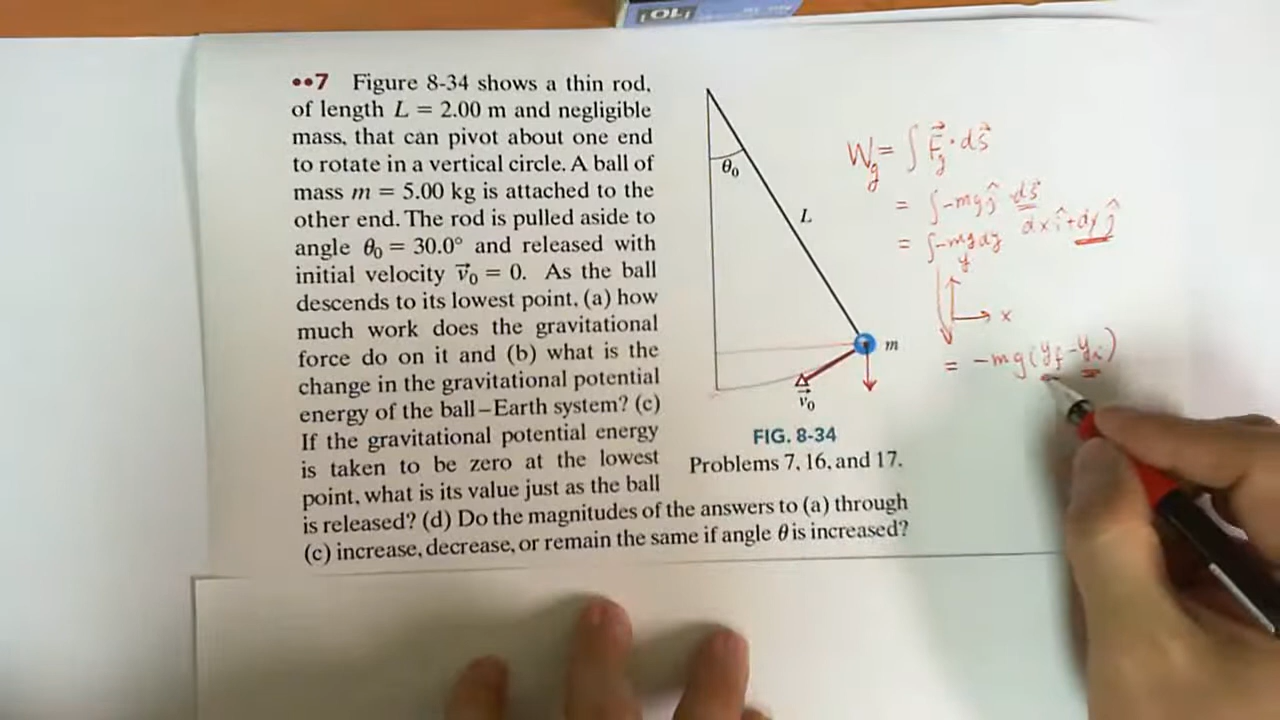 ••7 Figure 8-34 shows a thin rod,
of length L = 2.00 m and negligible
mass, that can pivot about one end
to rotate in a vertical circle. A ball of
mass m = 5.00 kg is attached to the
other end. The rod is pulled aside to
angle θ₀ = 30.0° and released with
initial velocity v⃗₀ = 0. As the ball
descends to its lowest point, (a) how
much work does the gravitational
force do on it and (b) what is the
change in the gravitational potential
energy of the ball–Earth system? (c)
If the gravitational potential energy
is taken to be zero at the lowest
point, what is its value just as the ball
is released? (d) Do the magnitudes of the answers to (a) through
(c) increase, decrease, or remain the same if angle θ is increased?
θ₀
L
m
v⃗₀
FIG. 8-34
Problems 7, 16, and 17.
W_g = ∫ F⃗_g · ds⃗
= ∫ -mg ĵ ds⃗
dx î + dy ĵ
= ∫ -mg dy
y
x
= -mg (y_f - y_i)